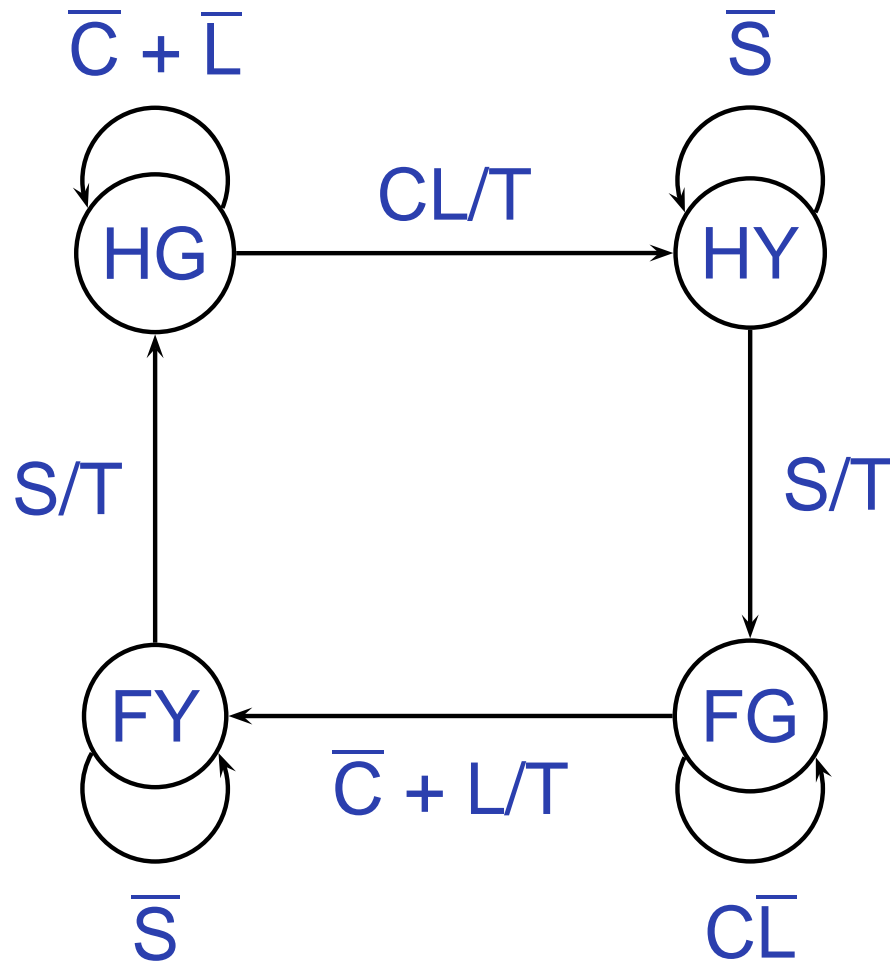 C̅ + L̅
S̅
CL/T
HG
HY
S/T
S/T
FY
FG
C̅ + L/T
S̅
CL̅